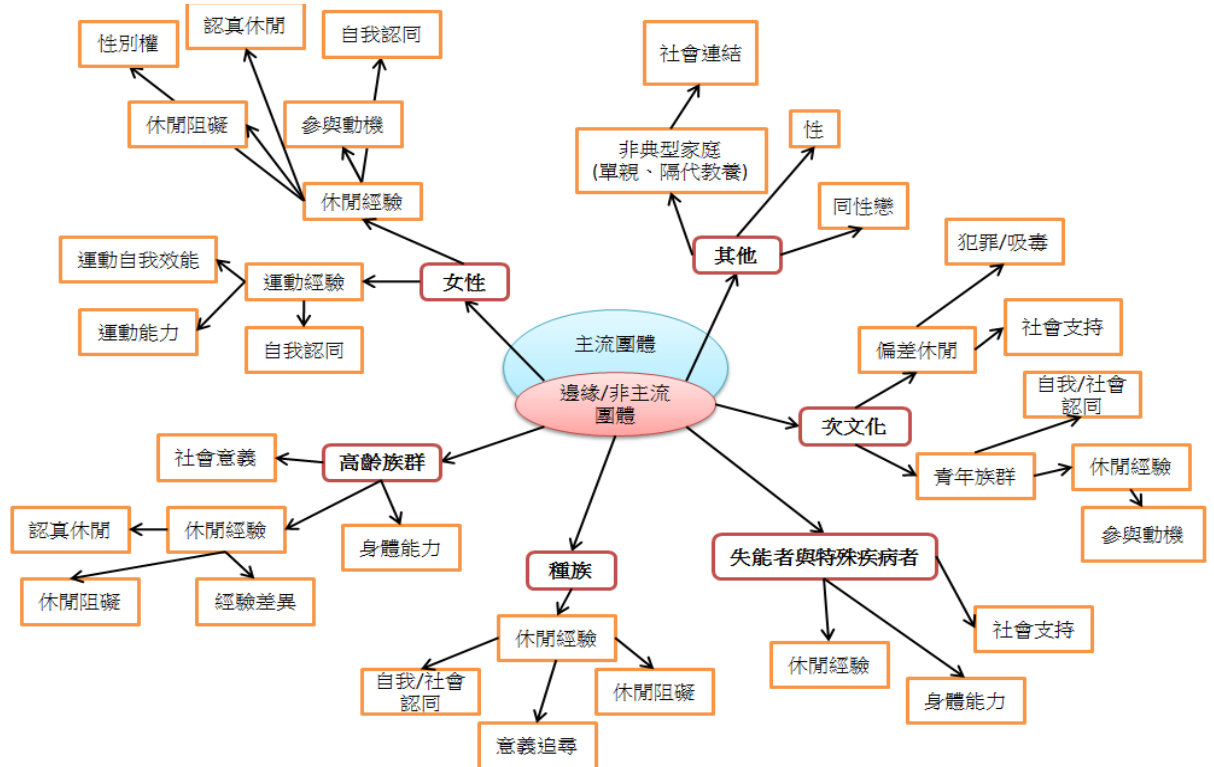 性別權
認真休閒
自我認同
休閒阻礙
參與動機
休閒經驗
運動自我效能
運動經驗
女性
運動能力
自我認同
社會連結
非典型家庭
(單親、隔代教養)
性
同性戀
其他
犯罪/吸毒
偏差休閒
社會支持
主流團體
邊緣/非主流
團體
次文化
自我/社會
認同
青年族群
休閒經驗
參與動機
社會意義
高齡族群
認真休閒
休閒經驗
身體能力
休閒阻礙
經驗差異
種族
休閒經驗
自我/社會
認同
休閒阻礙
意義追尋
失能者與特殊疾病者
社會支持
休閒經驗
身體能力